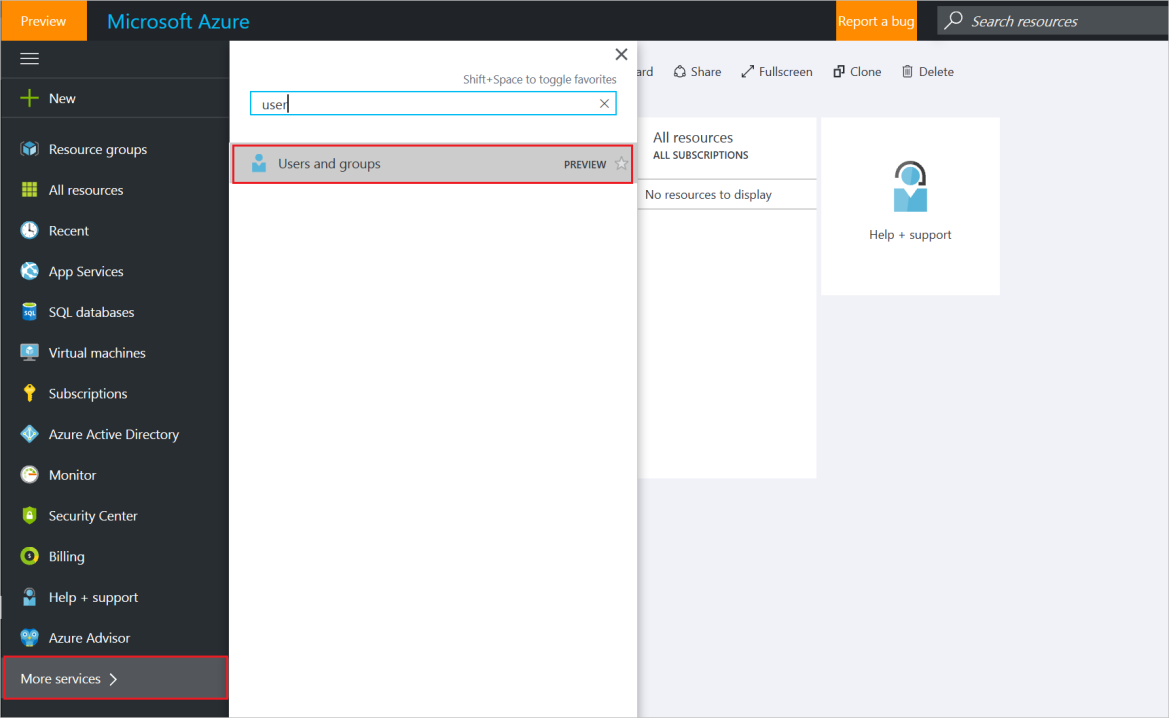 Preview
Microsoft Azure
Report a bug
Search resources
New
Resource groups
All resources
Recent
App Services
SQL
SQL databases
Virtual machines
Subscriptions
Azure Active Directory
Monitor
Security Center
Billing
Help + support
Azure Advisor
More services
Shift+Space to toggle favorites
user
Users and groups PREVIEW
ard Share Fullscreen Clone Delete
All resources
ALL SUBSCRIPTIONS
No resources to display
Help + support